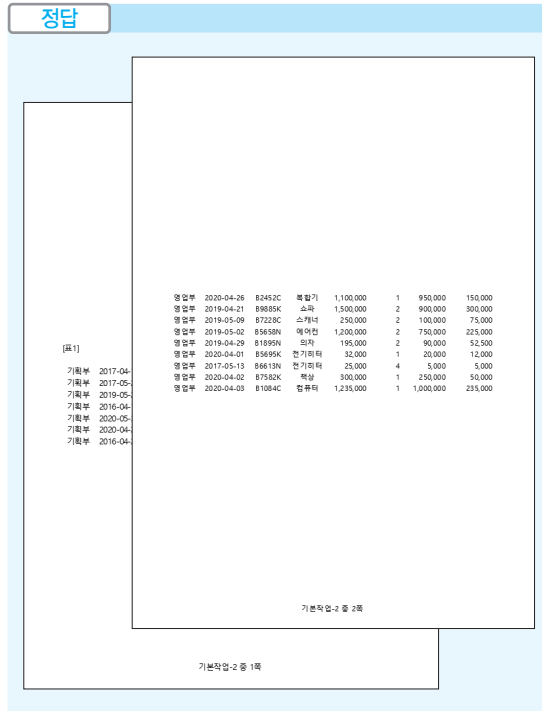 정답
영업부 2020-04-26 B2452C 복합기 1,100,000 1 950,000 150,000
영업부 2019-04-21 B9885K 쇼파 1,500,000 2 900,000 300,000
영업부 2019-05-09 B7228C 스캐너 250,000 2 100,000 75,000
영업부 2019-05-02 B5658N 에어컨 1,200,000 2 750,000 225,000
영업부 2019-04-29 B1895N 의자 195,000 2 90,000 52,500
영업부 2020-04-01 B5695K 전기히터 32,000 1 20,000 12,000
영업부 2017-05-13 B6613N 전기히터 25,000 4 5,000 5,000
영업부 2020-04-02 B7582K 책상 300,000 1 250,000 50,000
영업부 2020-04-03 B1084C 컴퓨터 1,235,000 1 1,000,000 235,000
기본작업-2 중 2쪽
[표1]
기획부 2017-04-
기획부 2017-05-
기획부 2019-05-
기획부 2016-04-
기획부 2020-05-
기획부 2020-04-
기획부 2016-04-
기본작업-2 중 1쪽